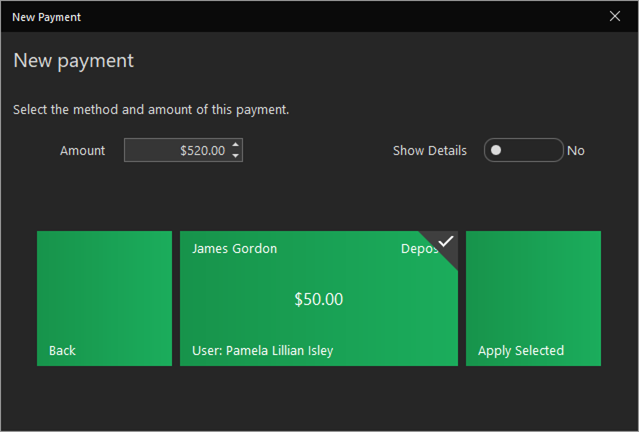 New Payment
New payment
Select the method and amount of this payment.
Amount $520.00 Show Details No
James Gordon Depos
$50.00
Back User: Pamela Lillian Isley Apply Selected